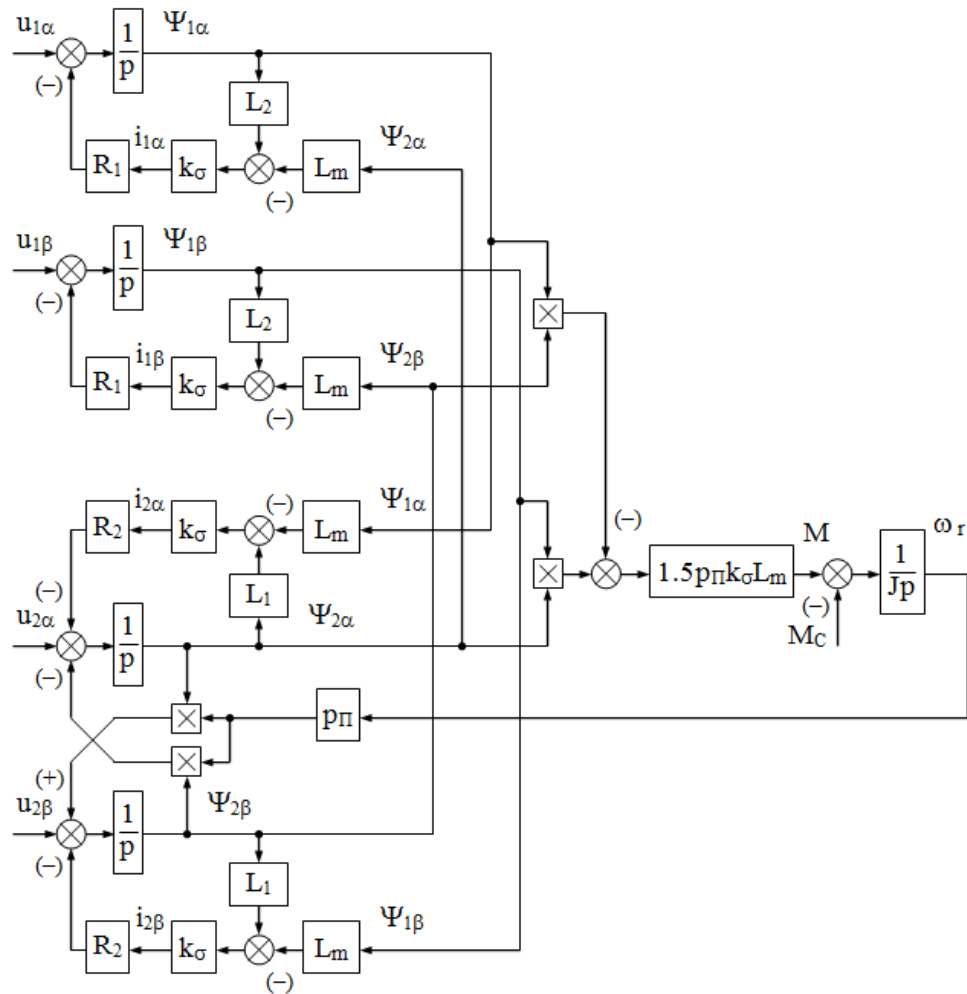 u₁α
Ψ₁α
1/p
(–)
L₂
i₁α
Ψ₂α
R₁
kσ
Lₘ
(–)
u₁β
Ψ₁β
1/p
(–)
L₂
i₁β
Ψ₂β
R₁
kσ
Lₘ
(–)
i₂α
(–)
Ψ₁α
R₂
kσ
Lₘ
(–)
M
ω r
L₁
1.5pΠkσLₘ
1/Jp
(–)
u₂α
1/p
Ψ₂α
(–)
M_C
(–)
pΠ
(+)
u₂β
1/p
Ψ₂β
(–)
L₁
i₂β
Ψ₁β
R₂
kσ
Lₘ
(–)